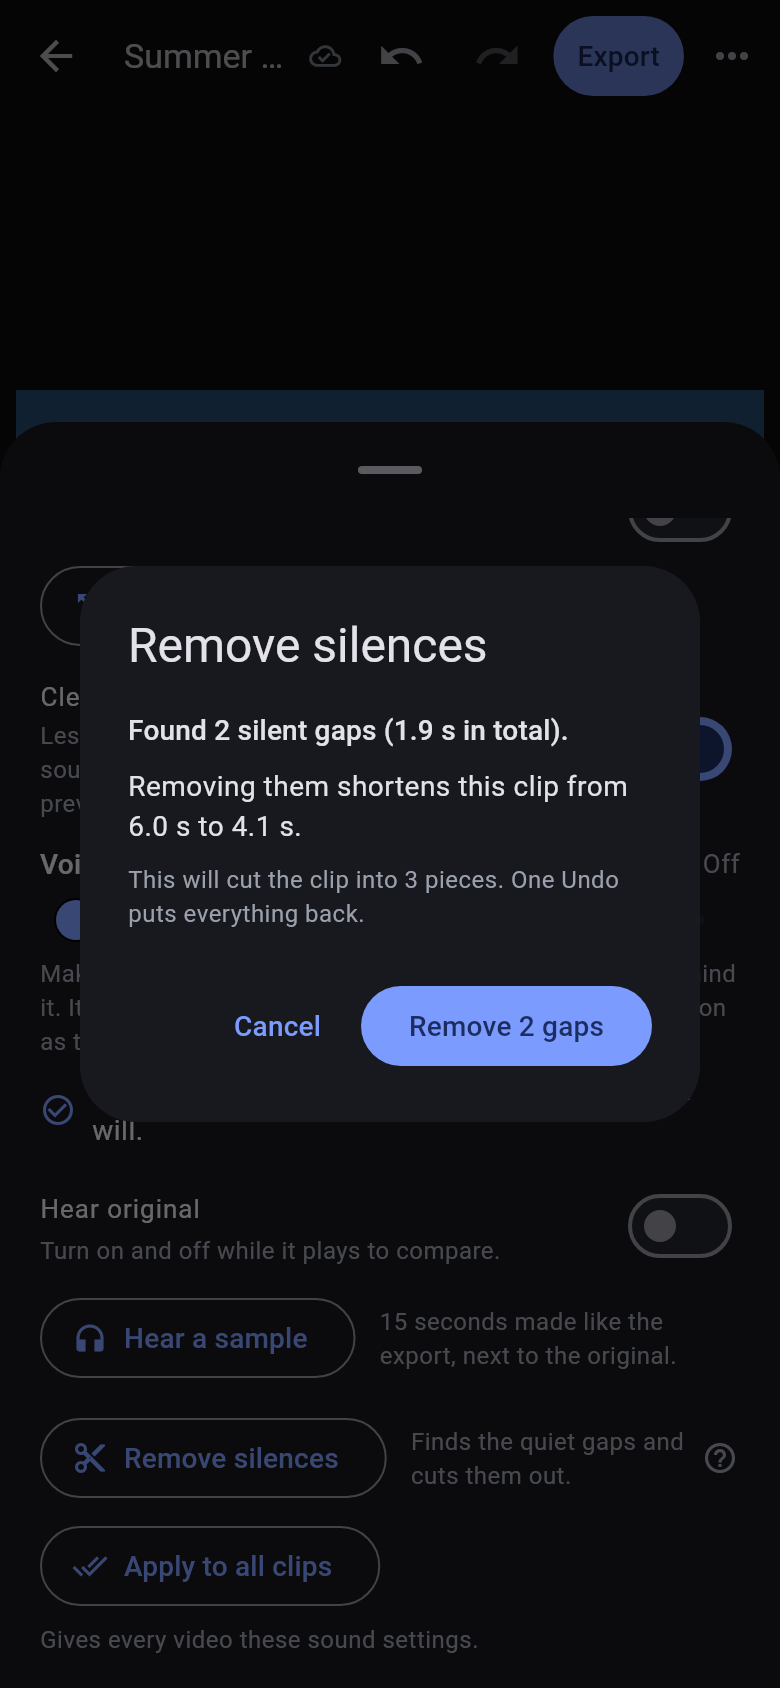 Summer ...
Export
Remove silences
Found 2 silent gaps (1.9 s in total).
Removing them shortens this clip from
6.0 s to 4.1 s.
This will cut the clip into 3 pieces. One Undo
puts everything back.
Cancel
Remove 2 gaps
Off
it. It
on
will.
Hear original
Turn on and off while it plays to compare.
Hear a sample
15 seconds made like the
export, next to the original.
Remove silences
Finds the quiet gaps and
cuts them out.
Apply to all clips
Gives every video these sound settings.